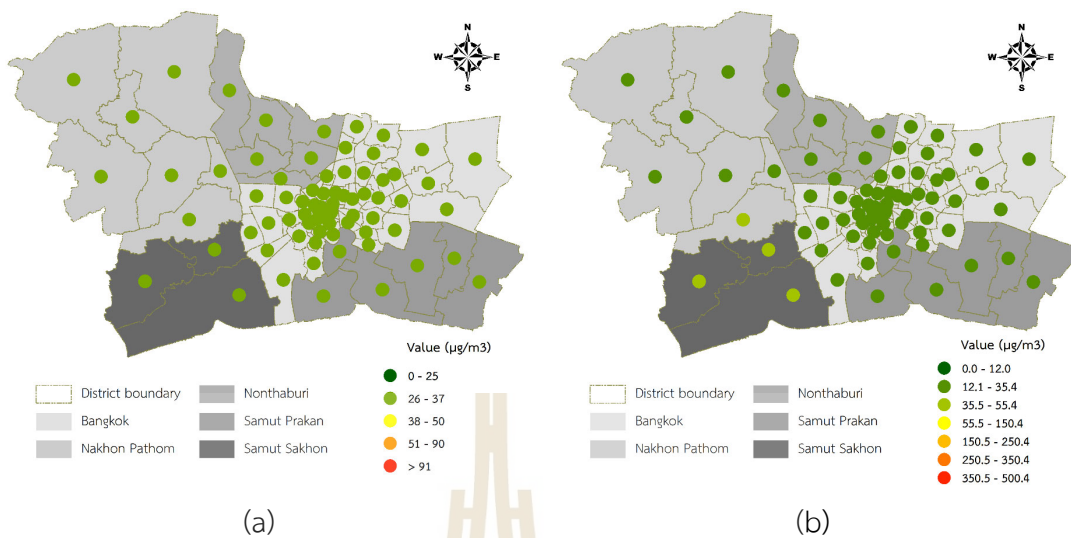 N
W E
S
Value (µg/m3)
0 - 25
26 - 37
38 - 50
51 - 90
> 91
District boundary
Bangkok
Nakhon Pathom
Nonthaburi
Samut Prakan
Samut Sakhon
(a)
N
W E
S
Value (µg/m3)
0.0 - 12.0
12.1 - 35.4
35.5 - 55.4
55.5 - 150.4
150.5 - 250.4
250.5 - 350.4
350.5 - 500.4
District boundary
Bangkok
Nakhon Pathom
Nonthaburi
Samut Prakan
Samut Sakhon
(b)